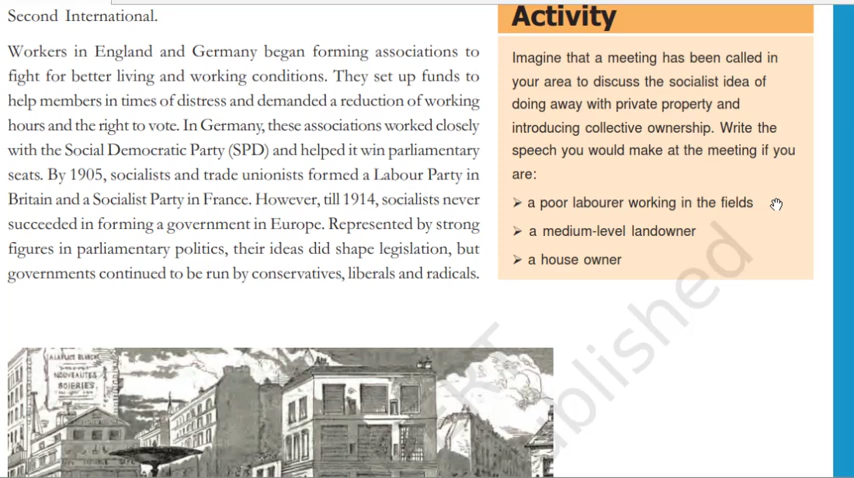 Second International.
Workers in England and Germany began forming associations to
fight for better living and working conditions. They set up funds to
help members in times of distress and demanded a reduction of working
hours and the right to vote. In Germany, these associations worked closely
with the Social Democratic Party (SPD) and helped it win parliamentary
seats. By 1905, socialists and trade unionists formed a Labour Party in
Britain and a Socialist Party in France. However, till 1914, socialists never
succeeded in forming a government in Europe. Represented by strong
figures in parliamentary politics, their ideas did shape legislation, but
governments continued to be run by conservatives, liberals and radicals.
Activity
Imagine that a meeting has been called in
your area to discuss the socialist idea of
doing away with private property and
introducing collective ownership. Write the
speech you would make at the meeting if you
are:
➢ a poor labourer working in the fields
➢ a medium-level landowner
➢ a house owner
NOUVEAUTES
SOIERIES